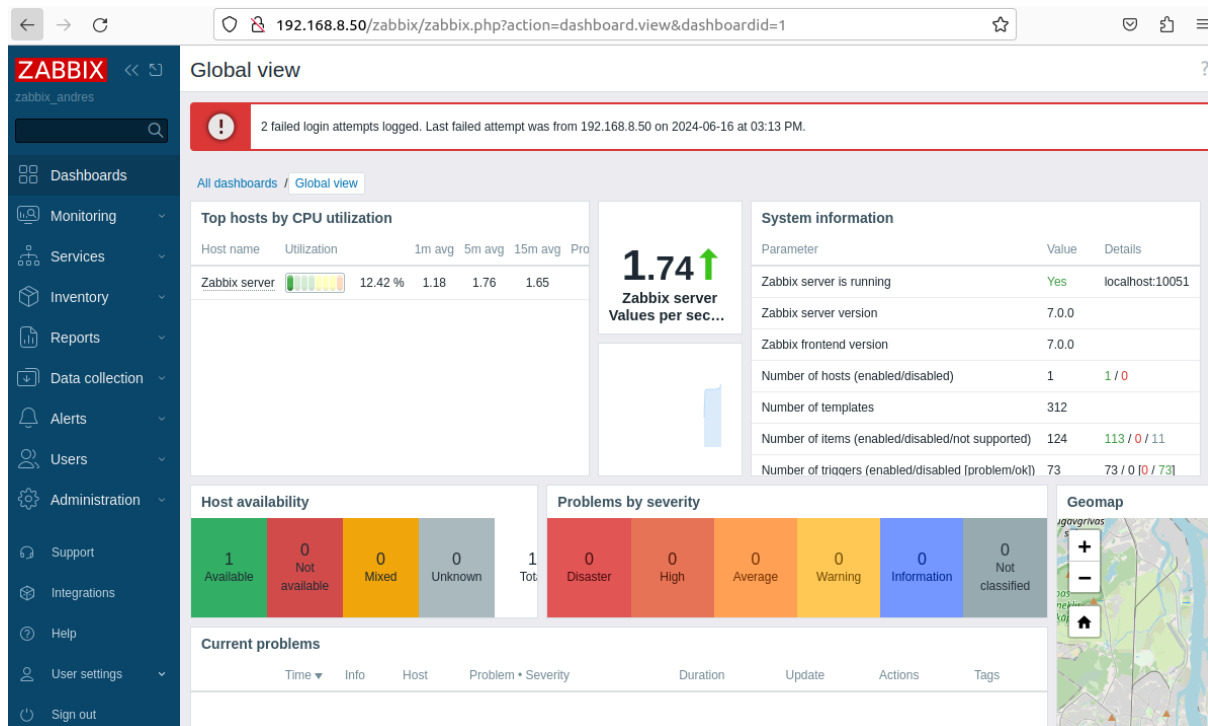 192.168.8.50/zabbix/zabbix.php?action=dashboard.view&dashboardid=1
ZABBIX
zabbix_andres
Dashboards
Monitoring
Services
Inventory
Reports
Data collection
Alerts
Users
Administration
Support
Integrations
Help
User settings
Sign out
Global view
?
2 failed login attempts logged. Last failed attempt was from 192.168.8.50 on 2024-06-16 at 03:13 PM.
All dashboards / Global view
Top hosts by CPU utilization
Host name Utilization 1m avg 5m avg 15m avg Pro
Zabbix server 12.42 % 1.18 1.76 1.65
1.74
Zabbix server
Values per sec...
System information
Parameter Value Details
Zabbix server is running Yes localhost:10051
Zabbix server version 7.0.0
Zabbix frontend version 7.0.0
Number of hosts (enabled/disabled) 1 1 / 0
Number of templates 312
Number of items (enabled/disabled/not supported) 124 113 / 0 / 11
Number of triggers (enabled/disabled [problem/ok]) 73 73 / 0 [0 / 73]
Host availability
1 Available
0 Not available
0 Mixed
0 Unknown
1 Tota
Problems by severity
0 Disaster
0 High
0 Average
0 Warning
0 Information
0 Not classified
Geomap
+
−
Current problems
Time Info Host Problem • Severity Duration Update Actions Tags